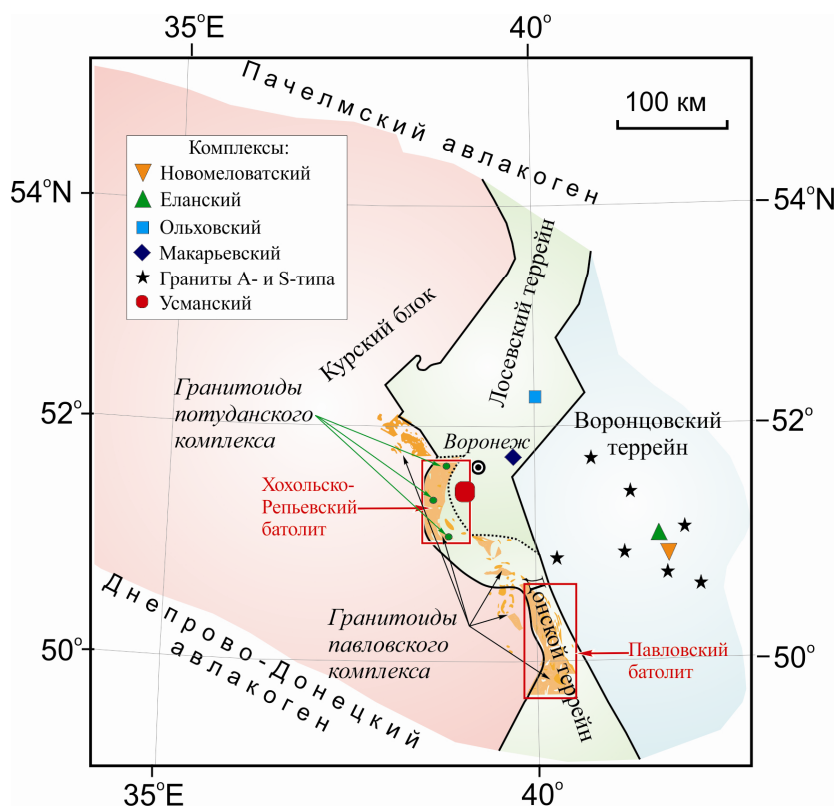 35°E
40°
Пачелмский авлакоген
100 км
Комплексы:
Новомеловатский
Еланский
Ольховский
Макарьевский
Граниты А- и S-типа
Усманский
54°N
54°N
Лосевский террейн
Курский блок
Гранитоиды
потуданского
комплекса
52°
52°
Воронцовский
террейн
Воронеж
Хохольско-
Репьевский
батолит
Донской террейн
Гранитоиды
павловского
комплекса
Павловский
батолит
Днепрово-Донецкий
авлакоген
50°
50°
35°E
40°